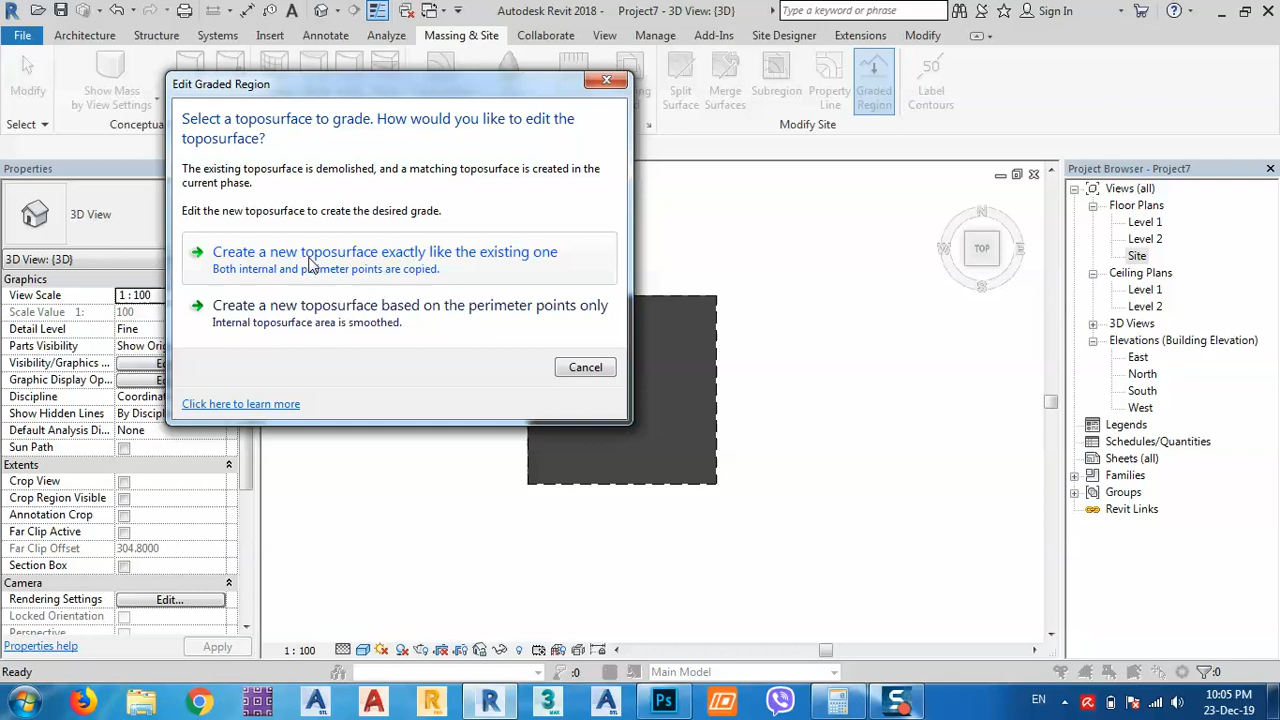 Autodesk Revit 2018 - Project7 - 3D View: {3D}
Type a keyword or phrase
Sign In
File Architecture Structure Systems Insert Annotate Analyze Massing & Site Collaborate View Manage Add-Ins Site Designer Extensions Modify
Modify
Show Mass
by View Settings
Split
Surface
Merge
Surfaces
Subregion
Property
Line
Graded
Region
Label
Contours
Select
Conceptua
Modify Site
Edit Graded Region
Select a toposurface to grade. How would you like to edit the
toposurface?
The existing toposurface is demolished, and a matching toposurface is created in the
current phase.
Edit the new toposurface to create the desired grade.
Create a new toposurface exactly like the existing one
Both internal and perimeter points are copied.
Create a new toposurface based on the perimeter points only
Internal toposurface area is smoothed.
Cancel
Click here to learn more
Properties
3D View
3D View: {3D}
Graphics
View Scale 1 : 100
Scale Value 1: 100
Detail Level Fine
Parts Visibility Show Ori
Visibility/Graphics ... E
Graphic Display Op... E
Discipline Coordina
Show Hidden Lines By Discip
Default Analysis Di... None
Sun Path
Extents
Crop View
Crop Region Visible
Annotation Crop
Far Clip Active
Far Clip Offset 304.8000
Section Box
Camera
Rendering Settings Edit...
Locked Orientation
Perspective
Properties help
Apply
N
W
TOP
Project Browser - Project7
Views (all)
Floor Plans
Level 1
Level 2
Site
Ceiling Plans
Level 1
Level 2
3D Views
Elevations (Building Elevation)
East
North
South
West
Legends
Schedules/Quantities
Sheets (all)
Families
Groups
Revit Links
1 : 100
Ready
:0
Main Model
:0
EN
10:05 PM
23-Dec-19